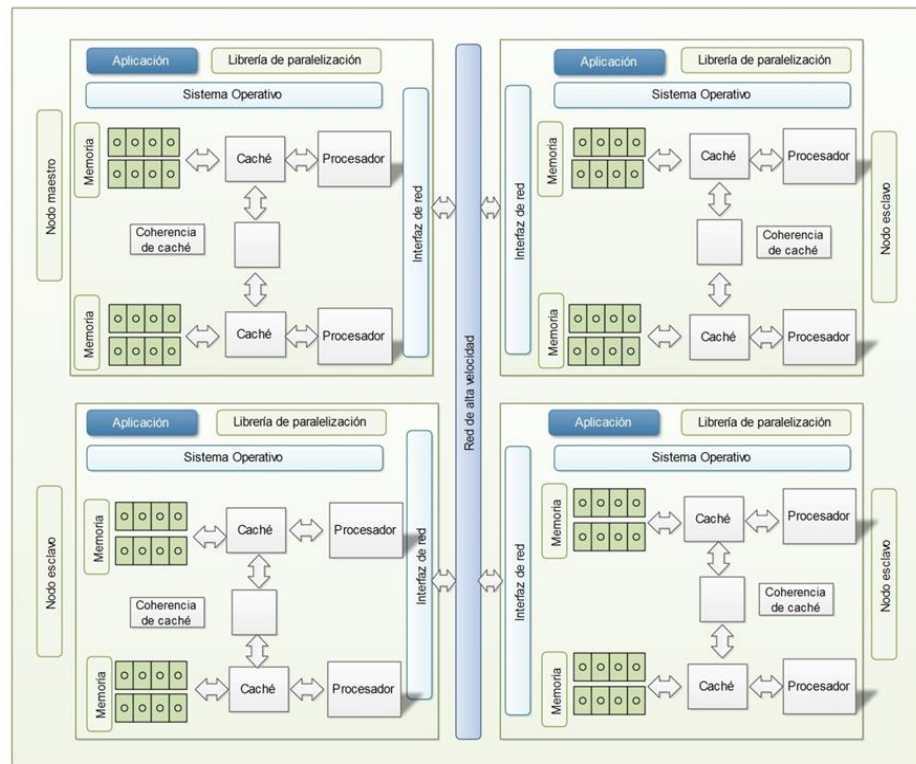 Aplicación
Librería de paralelización
Sistema Operativo
Nodo maestro
Memoria
Caché
Procesador
Coherencia
de caché
Memoria
Caché
Procesador
Interfaz de red
Red de alta velocidad
Aplicación
Librería de paralelización
Sistema Operativo
Interfaz de red
Memoria
Caché
Procesador
Coherencia
de caché
Memoria
Caché
Procesador
Nodo esclavo
Aplicación
Librería de paralelización
Sistema Operativo
Nodo esclavo
Memoria
Caché
Procesador
Coherencia
de caché
Memoria
Caché
Procesador
Interfaz de red
Aplicación
Librería de paralelización
Sistema Operativo
Interfaz de red
Memoria
Caché
Procesador
Coherencia
de caché
Memoria
Caché
Procesador
Nodo esclavo